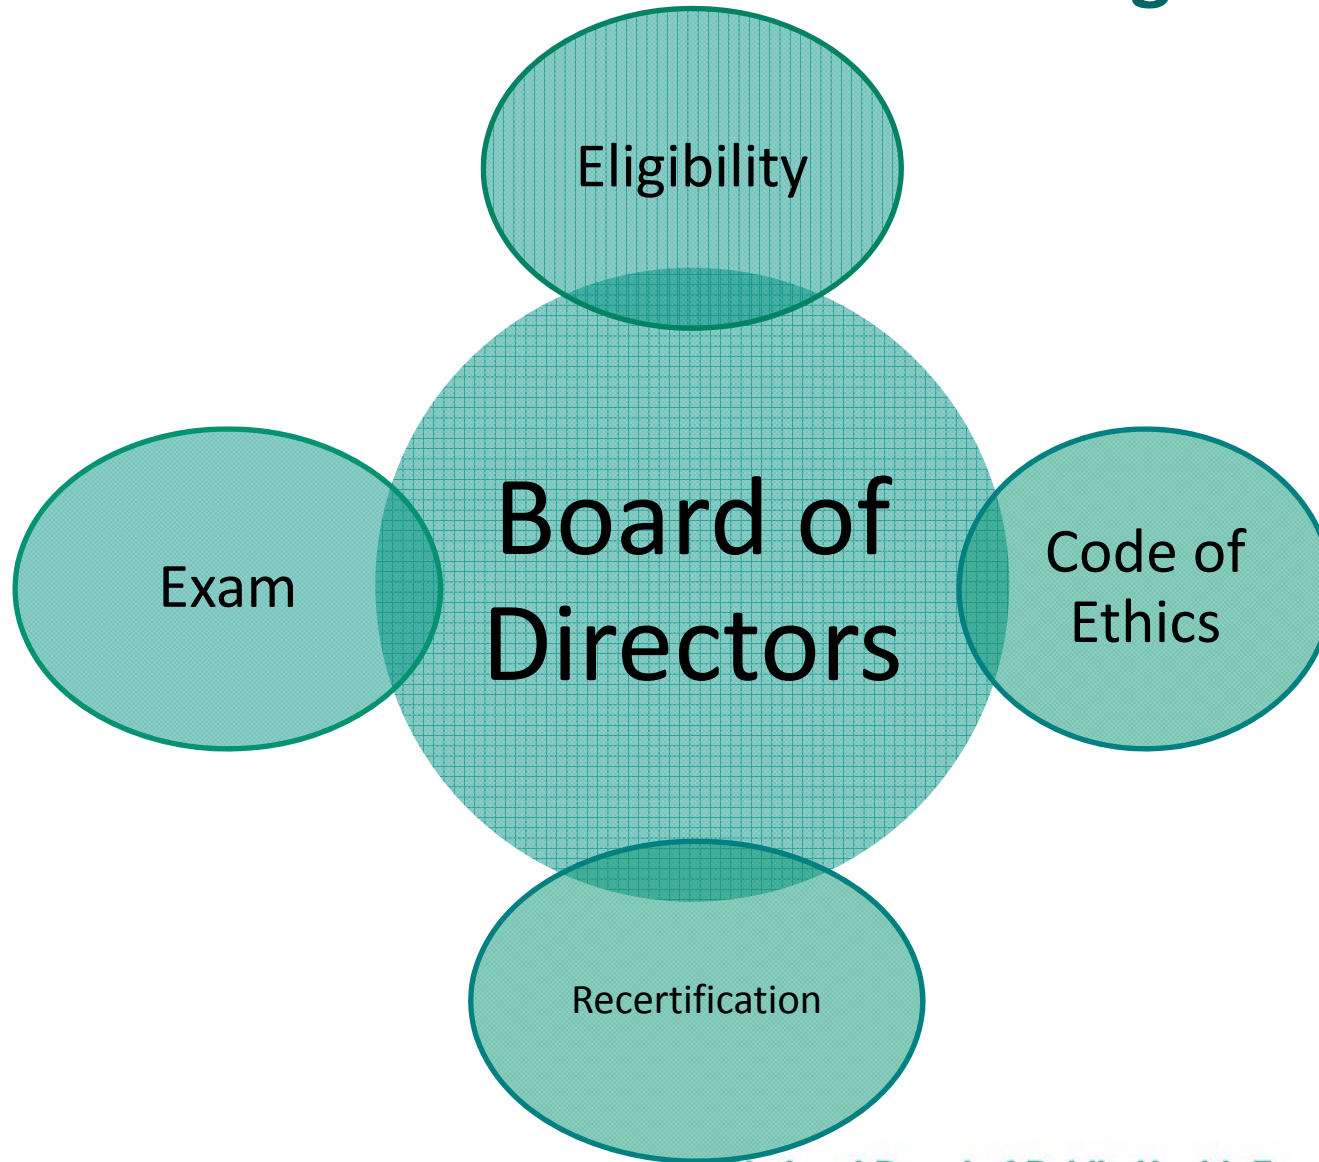 Eligibility
Exam
Board of
Directors
Code of
Ethics
Recertification